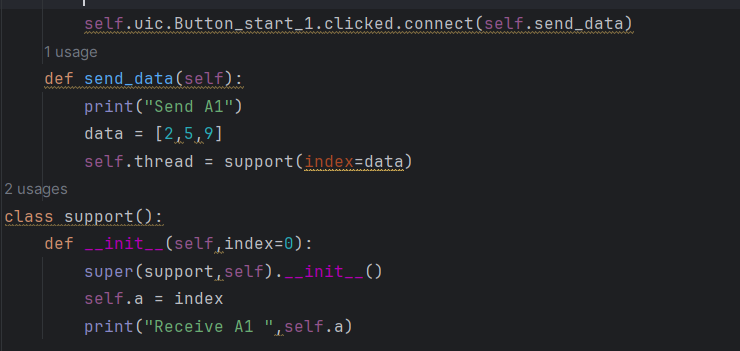 self.uic.Button_start_1.clicked.connect(self.send_data)
1 usage
def send_data(self):
print("Send A1")
data = [2,5,9]
self.thread = support(index=data)
2 usages
class support():
def __init__(self,index=0):
super(support,self).__init__()
self.a = index
print("Receive A1 ",self.a)